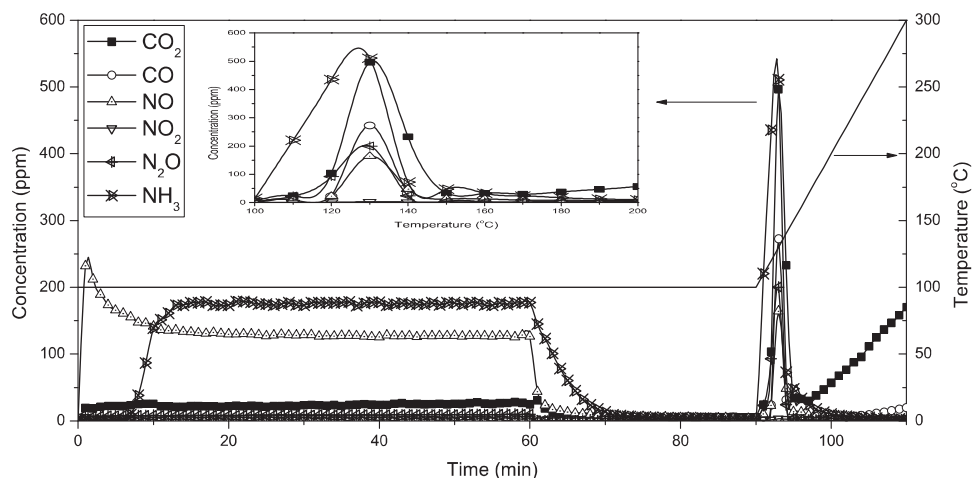 600
500
400
300
200
100
0
Concentration (ppm)
CO2
CO
NO
NO2
N2O
NH3
600
500
400
300
200
100
0
Concentration (ppm)
100 120 140 160 180 200
Temperature (°C)
300
250
200
150
100
50
0
Temperature (°C)
0 20 40 60 80 100
Time (min)